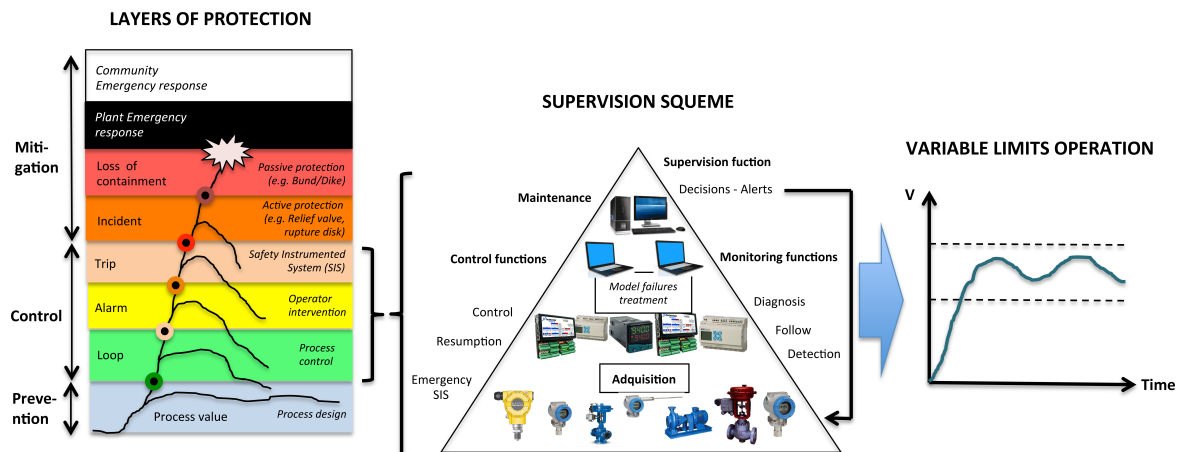 LAYERS OF PROTECTION
Community
Emergency response
Plant Emergency
response
Miti-
gation
Loss of
containment
Passive protection
(e.g. Bund/Dike)
Incident
Active protection
(e.g. Relief valve,
rupture disk)
Trip
Safety Instrumented
System (SIS)
Control
Alarm
Operator
intervention
Loop
Process
control
Preve-
ntion
Process value
Process design
SUPERVISION SQUEME
Supervision fuction
Decisions - Alerts
Maintenance
Control functions
Monitoring functions
Model failures
treatment
Control
Resumption
Emergency
SIS
Diagnosis
Follow
Detection
Adquisition
VARIABLE LIMITS OPERATION
V
Time